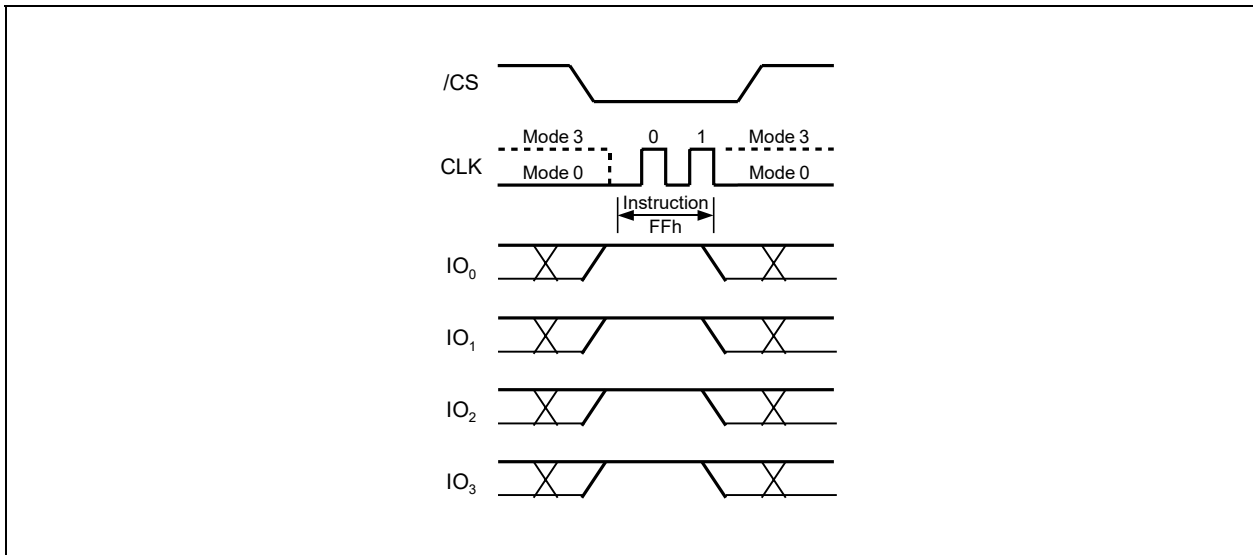 /CS
Mode 3 0 1 Mode 3
CLK
Mode 0 Mode 0
Instruction
FFh
IO₀
IO₁
IO₂
IO₃